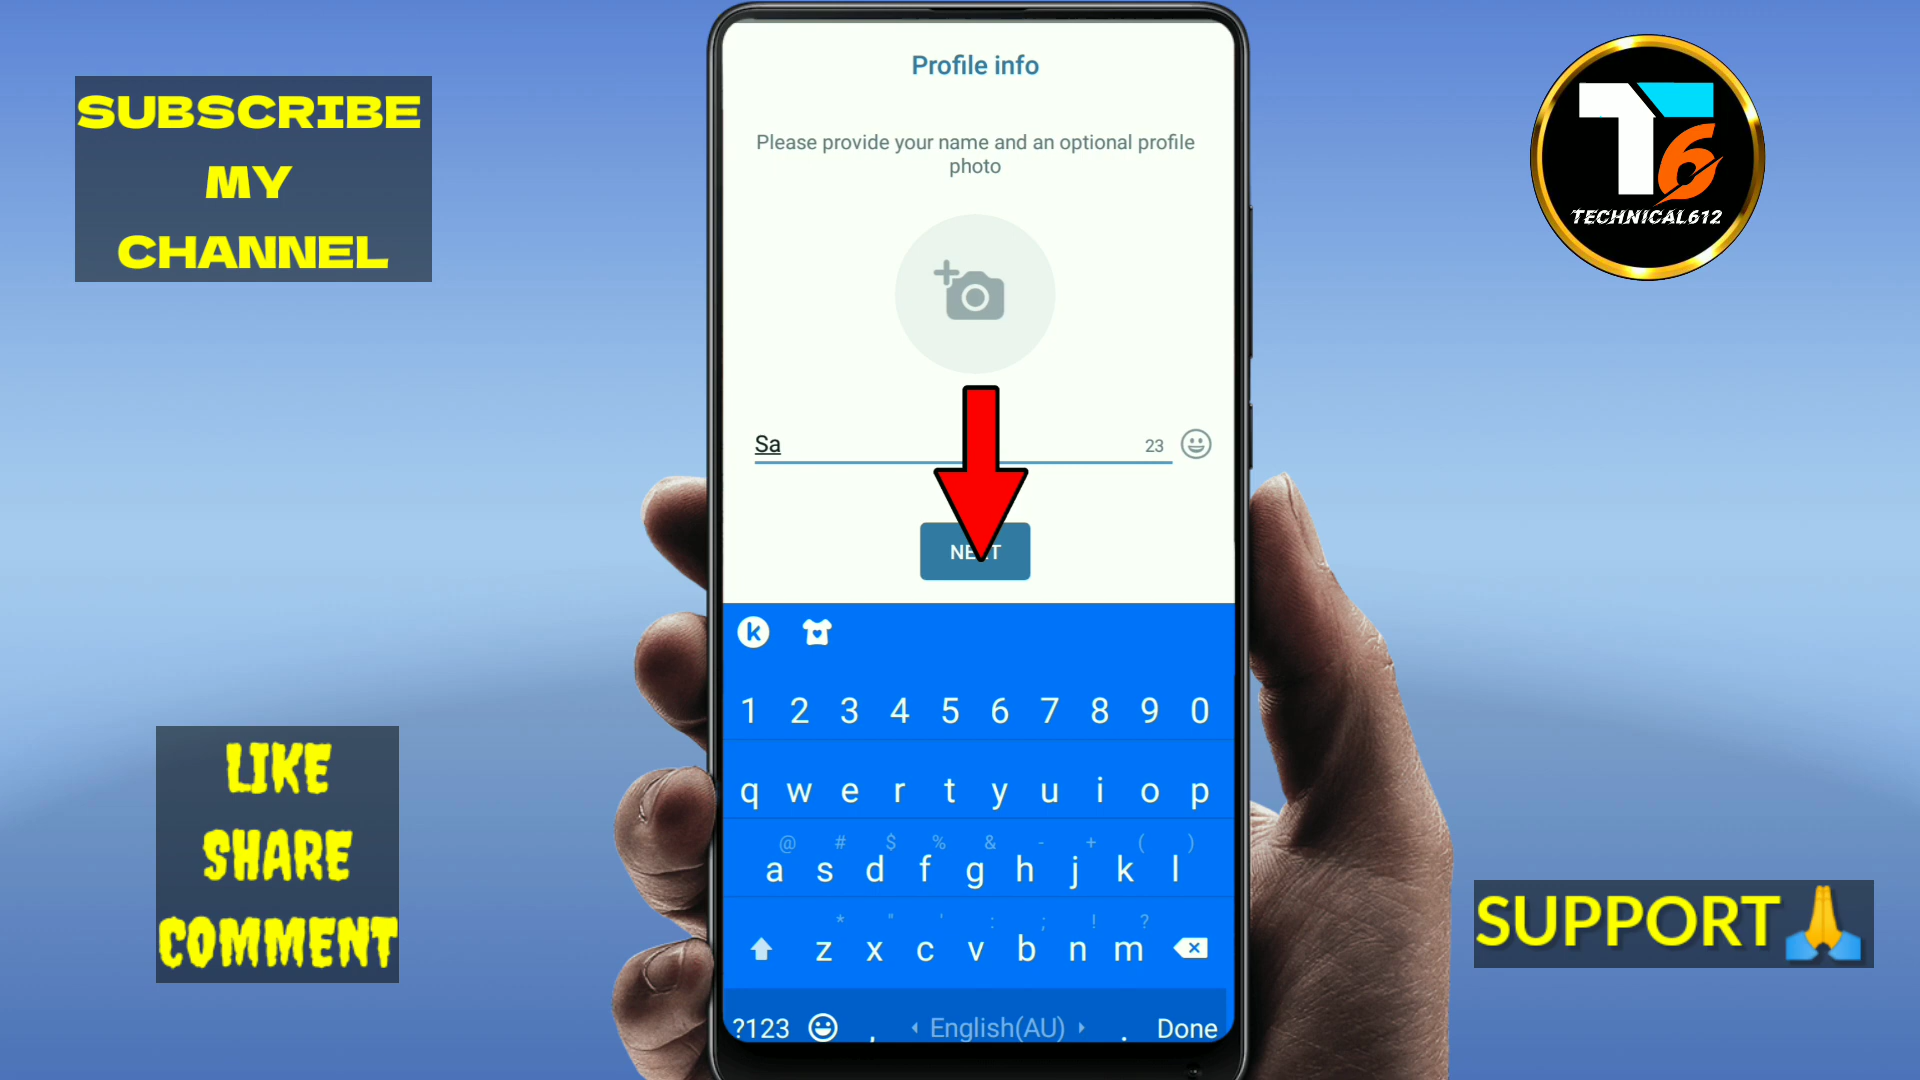 SUBSCRIBE
MY
CHANNEL
Profile info
Please provide your name and an optional profile
photo
TECHNICAL612
Sa
23
NEXT
1 2 3 4 5 6 7 8 9 0
q w e r t y u i o p
@ # $ % & - + ( )
a s d f g h j k l
* " ' : ; ! ?
z x c v b n m
?123 , English(AU) . Done
LIKE
SHARE
COMMENT
SUPPORT🙏